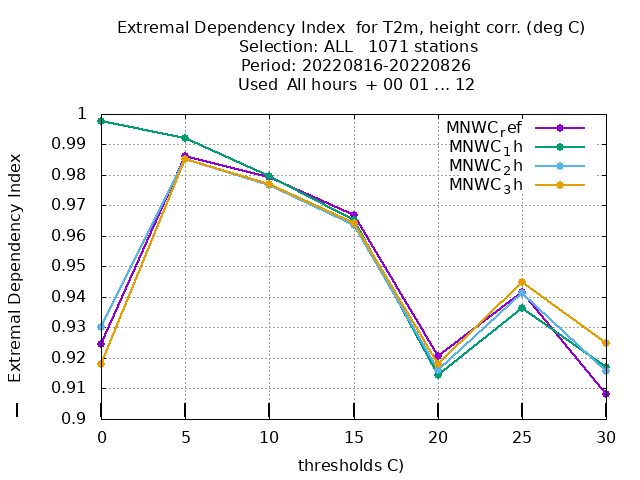 Extremal Dependency Index  for T2m, height corr. (deg C)
Selection: ALL   1071 stations
Period: 20220816-20220826
Used  All hours  + 00 01 ... 12
Extremal Dependency Index
1
0.99
0.98
0.97
0.96
0.95
0.94
0.93
0.92
0.91
0.9
MNWC_ref
MNWC_1h
MNWC_2h
MNWC_3h
0 5 10 15 20 25 30
thresholds C)